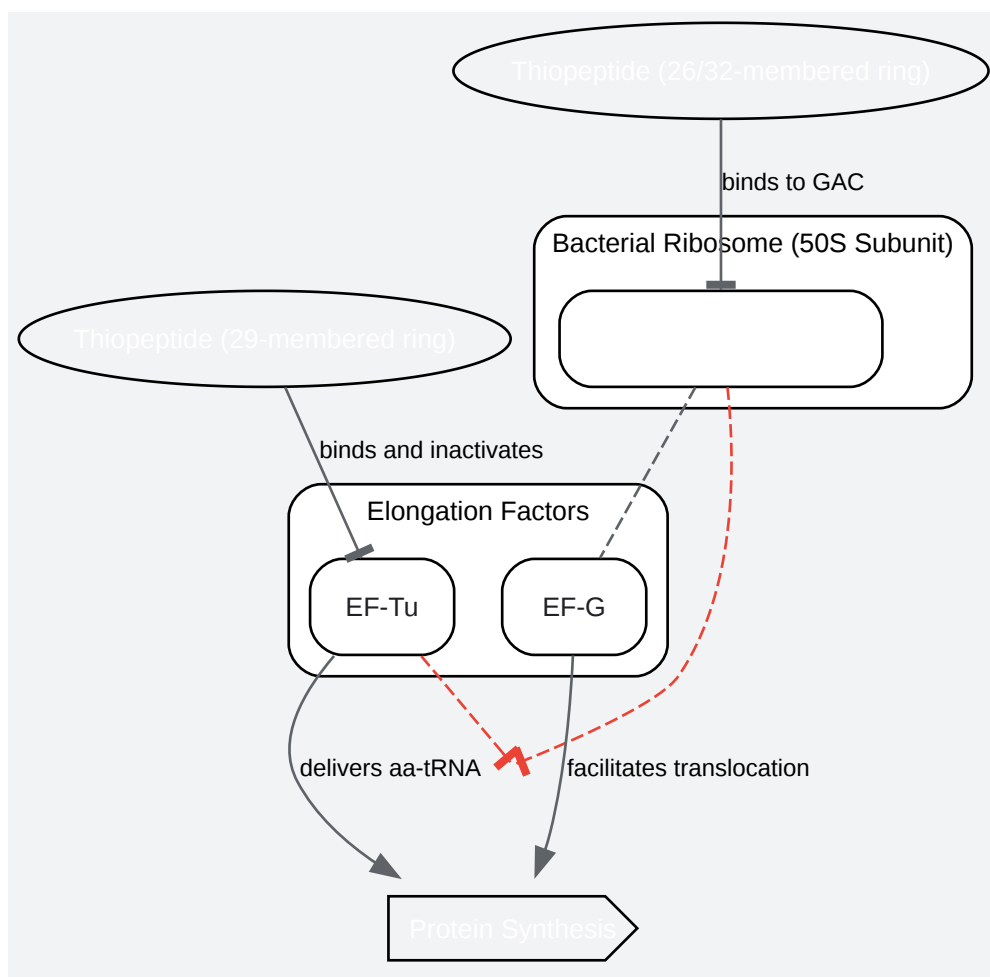 Thiopeptide (26/32-membered ring)
binds to GAC
Bacterial Ribosome (50S Subunit)
Thiopeptide (29-membered ring)
binds and inactivates
Elongation Factors
EF-Tu
EF-G
delivers aa-tRNA
facilitates translocation
Protein Synthesis